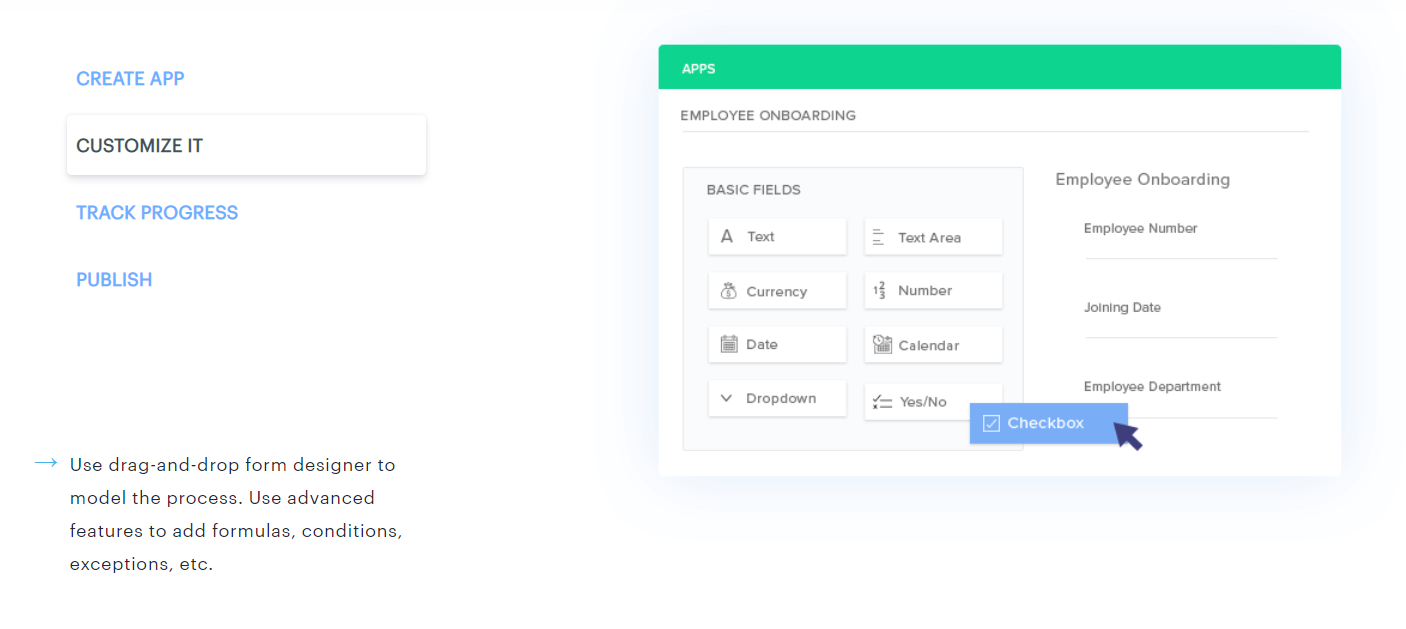 CREATE APP
CUSTOMIZE IT
TRACK PROGRESS
PUBLISH
Use drag-and-drop form designer to
model the process. Use advanced
features to add formulas, conditions,
exceptions, etc.
APPS
EMPLOYEE ONBOARDING
BASIC FIELDS
Text
Text Area
Currency
Number
Date
Calendar
Dropdown
Yes/No
Checkbox
Employee Onboarding
Employee Number
Joining Date
Employee Department